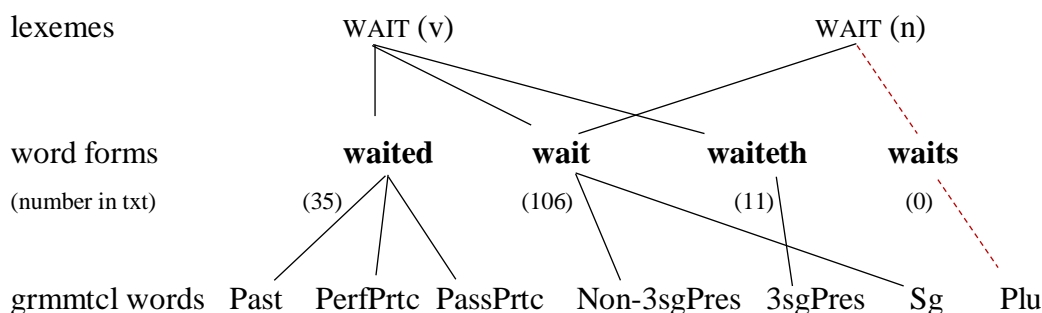 lexemes WAIT (v) WAIT (n)
word forms waited wait waiteth waits
(number in txt) (35) (106) (11) (0)
grmmtcl words Past PerfPrtc PassPrtc Non-3sgPres 3sgPres Sg Plu